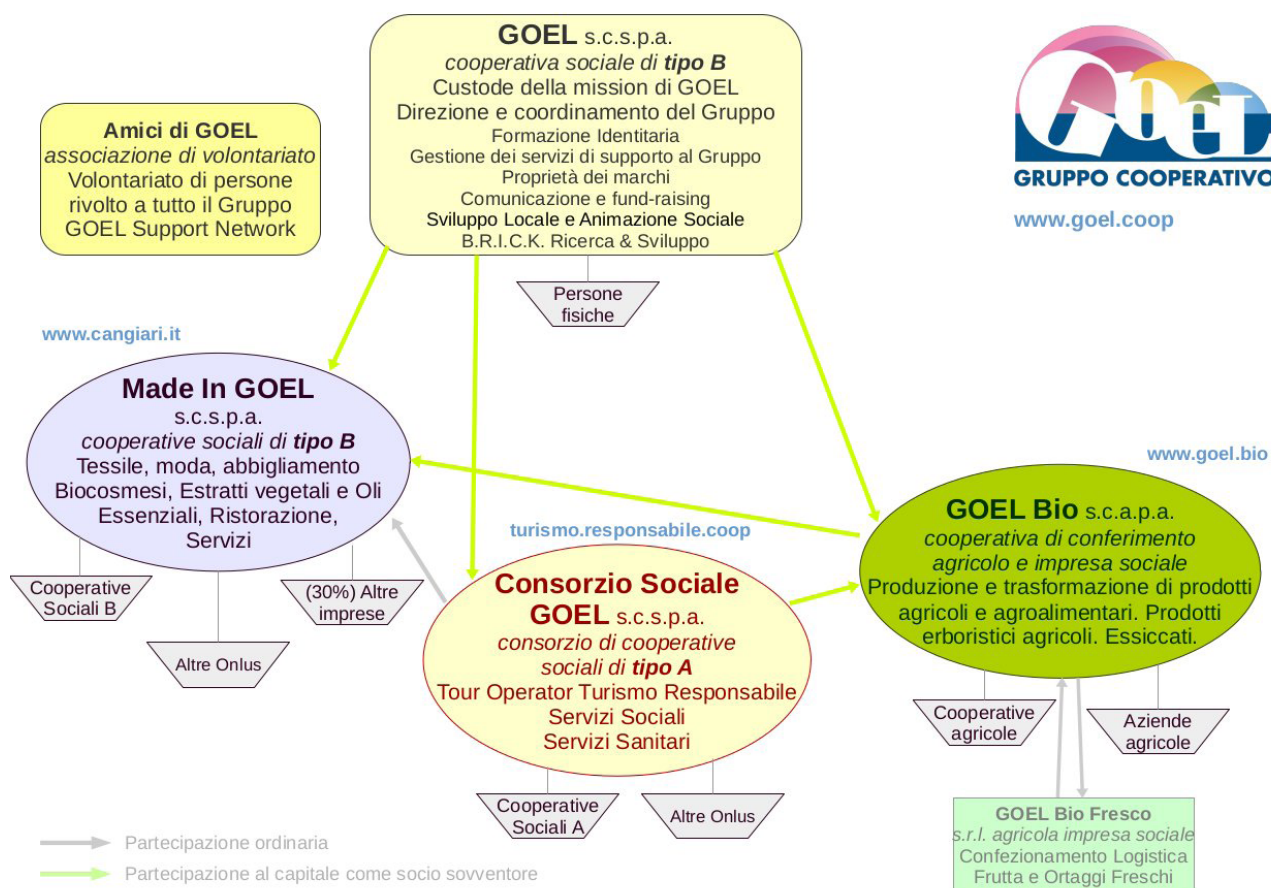 GOEL s.c.s.p.a.
cooperativa sociale di tipo B
Custode della mission di GOEL
Direzione e coordinamento del Gruppo
Formazione Identitaria
Gestione dei servizi di supporto al Gruppo
Proprietà dei marchi
Comunicazione e fund-raising
Sviluppo Locale e Animazione Sociale
B.R.I.C.K. Ricerca & Sviluppo
GOEL
GRUPPO COOPERATIVO
www.goel.coop
Amici di GOEL
associazione di volontariato
Volontariato di persone
rivolto a tutto il Gruppo
GOEL Support Network
Persone
fisiche
www.cangiari.it
Made In GOEL
s.c.s.p.a.
cooperative sociali di tipo B
Tessile, moda, abbigliamento
Biocosmesi, Estratti vegetali e Oli
Essenziali, Ristorazione,
Servizi
Cooperative
Sociali B
Altre Onlus
(30%) Altre
imprese
turismo.responsabile.coop
Consorzio Sociale
GOEL s.c.s.p.a.
consorzio di cooperative
sociali di tipo A
Tour Operator Turismo Responsabile
Servizi Sociali
Servizi Sanitari
Cooperative
Sociali A
Altre Onlus
www.goel.bio
GOEL Bio s.c.a.p.a.
cooperativa di conferimento
agricolo e impresa sociale
Produzione e trasformazione di prodotti
agricoli e agroalimentari. Prodotti
erboristici agricoli. Essiccati.
Cooperative
agricole
Aziende
agricole
GOEL Bio Fresco
s.r.l. agricola impresa sociale
Confezionamento Logistica
Frutta e Ortaggi Freschi
Partecipazione ordinaria
Partecipazione al capitale come socio sovventore